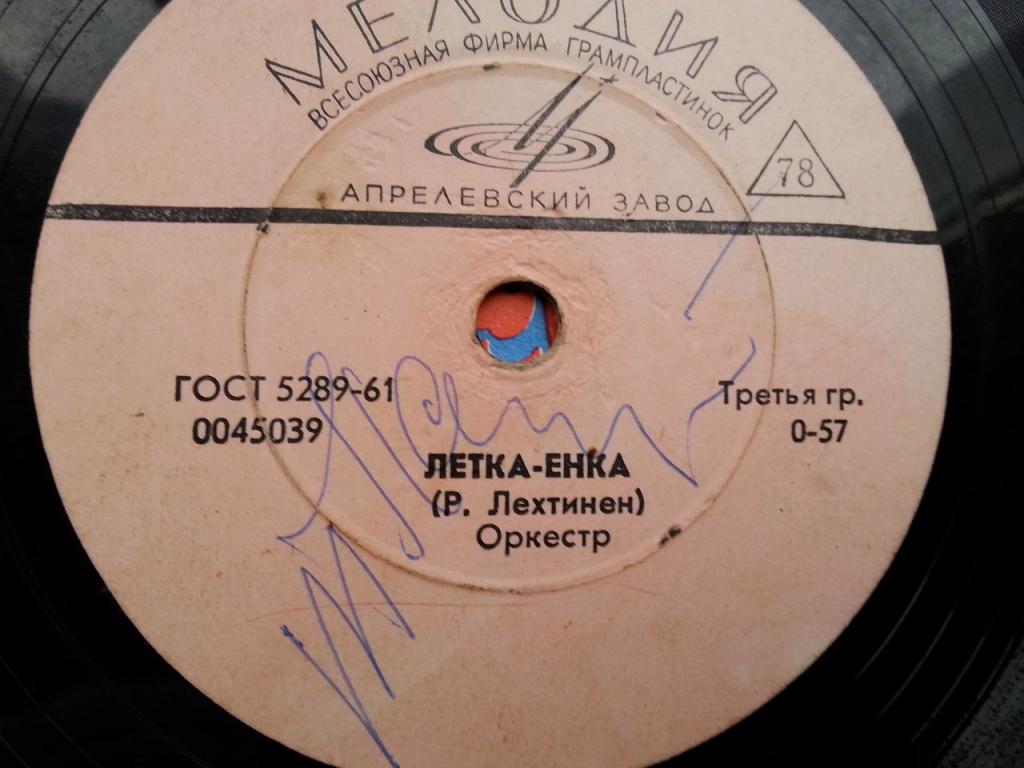 МЕЛОДИЯ
ВСЕСОЮЗНАЯ ФИРМА ГРАМПЛАСТИНОК
78
АПРЕЛЕВСКИЙ ЗАВОД
ГОСТ 5289-61
Третья гр.
0045039
0-57
ЛЕТКА-ЕНКА
(Р. Лехтинен)
Оркестр